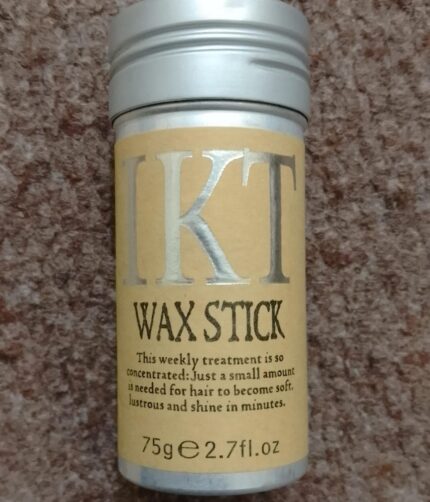 IKT
WAX STICK
This weekly treatment is so
concentrated: Just a small amount
is needed for hair to become soft.
lustrous and shine in minutes.
75g℮2.7fl.oz